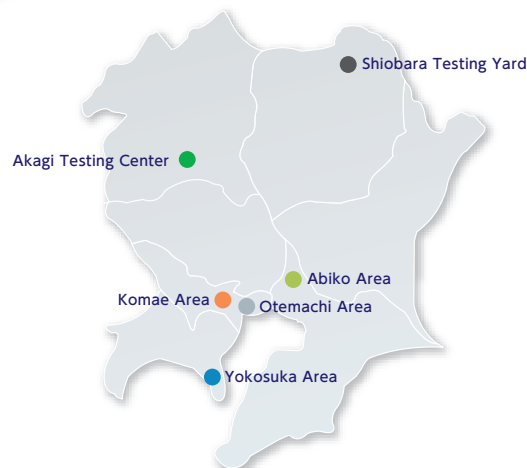 Shiobara Testing Yard
Akagi Testing Center
Abiko Area
Komae Area
Otemachi Area
Yokosuka Area